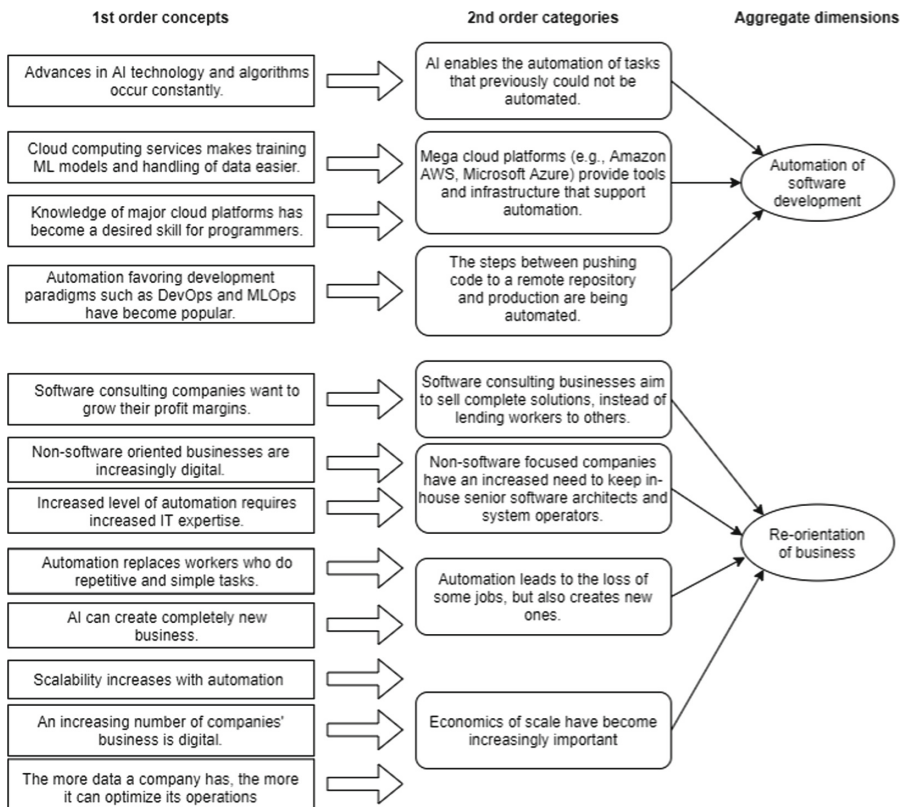 1st order concepts
2nd order categories
Aggregate dimensions
Advances in AI technology and algorithms
occur constantly.
AI enables the automation of tasks
that previously could not be
automated.
Cloud computing services makes training
ML models and handling of data easier.
Knowledge of major cloud platforms has
become a desired skill for programmers.
Mega cloud platforms (e.g., Amazon
AWS, Microsoft Azure) provide tools
and infrastructure that support
automation.
Automation favoring development
paradigms such as DevOps and MLOps
have become popular.
The steps between pushing
code to a remote repository
and production are being
automated.
Automation of
software
development
Software consulting companies want to
grow their profit margins.
Software consulting businesses aim
to sell complete solutions, instead of
lending workers to others.
Non-software oriented businesses are
increasingly digital.
Increased level of automation requires
increased IT expertise.
Non-software focused companies
have an increased need to keep in-
house senior software architects and
system operators.
Automation replaces workers who do
repetitive and simple tasks.
AI can create completely new
business.
Automation leads to the loss of
some jobs, but also creates new
ones.
Scalability increases with automation
An increasing number of companies'
business is digital.
The more data a company has, the more
it can optimize its operations
Economics of scale have become
increasingly important
Re-orientation
of business